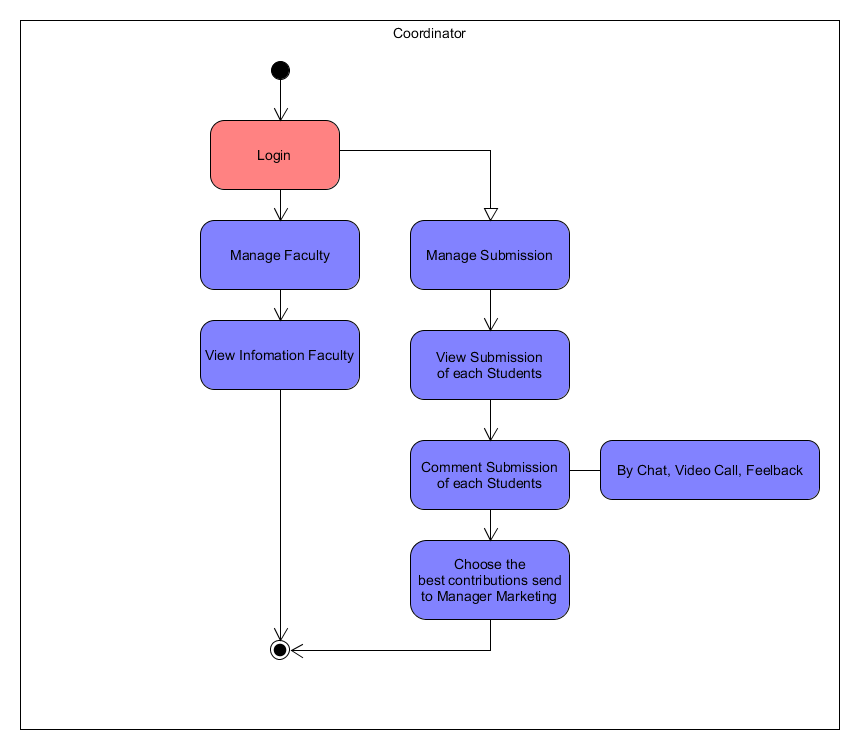 Coordinator
Login
Manage Faculty
Manage Submission
View Infomation Faculty
View Submission
of each Students
Comment Submission
of each Students
By Chat, Video Call, Feelback
Choose the
best contributions send
to Manager Marketing